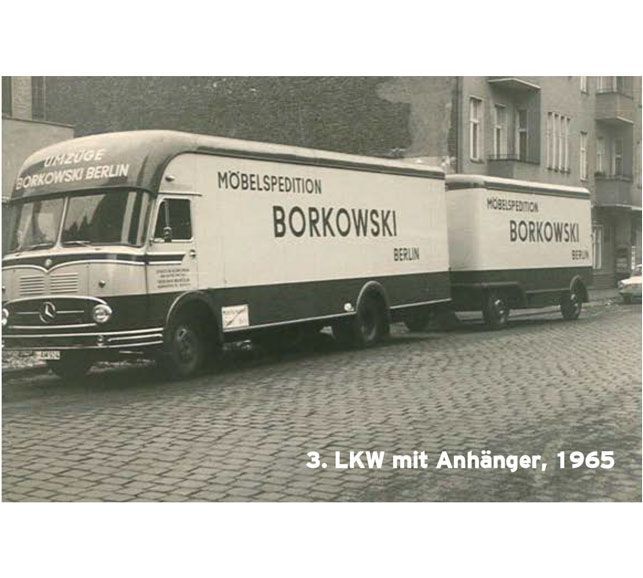 UMZÜGE
BORKOWSKI BERLIN
MÖBELSPEDITION
BORKOWSKI
BERLIN
MÖBELSPEDITION
BORKOWSKI
BERLIN
3. LKW mit Anhänger, 1965